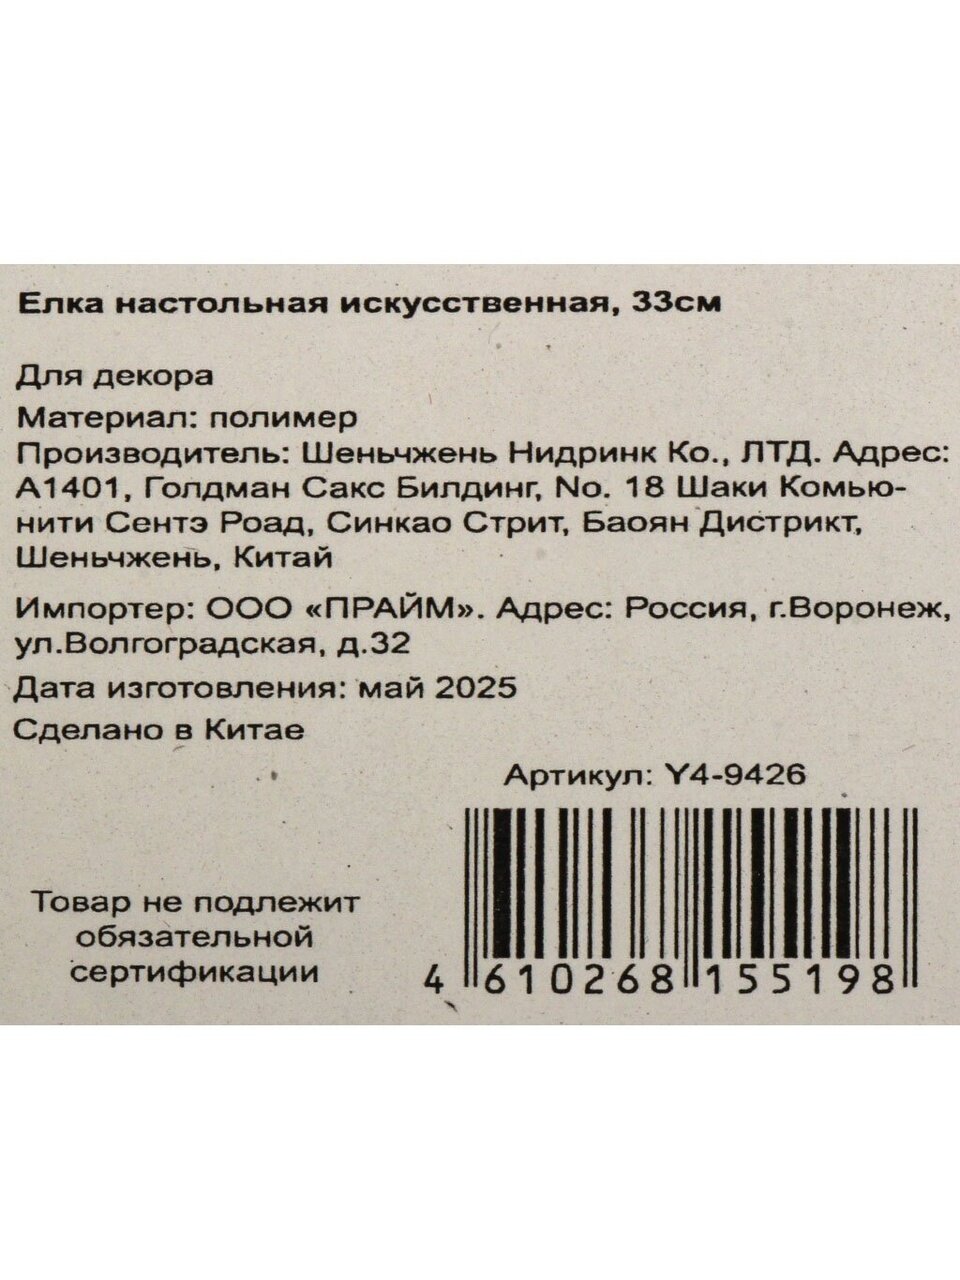 Елка настольная искусственная, 33см
Для декора
Материал: полимер
Производитель: Шеньчжень Нидринк Ко., ЛТД. Адрес:
А1401, Голдман Сакс Билдинг, No. 18 Шаки Комью-
нити Сентэ Роад, Синкао Стрит, Баоян Дистрикт,
Шеньчжень, Китай
Импортер: ООО «ПРАЙМ». Адрес: Россия, г.Воронеж,
ул.Волгоградская, д.32
Дата изготовления: май 2025
Сделано в Китае
Артикул: Y4-9426
Товар не подлежит
обязательной
сертификации
4 610268 155198